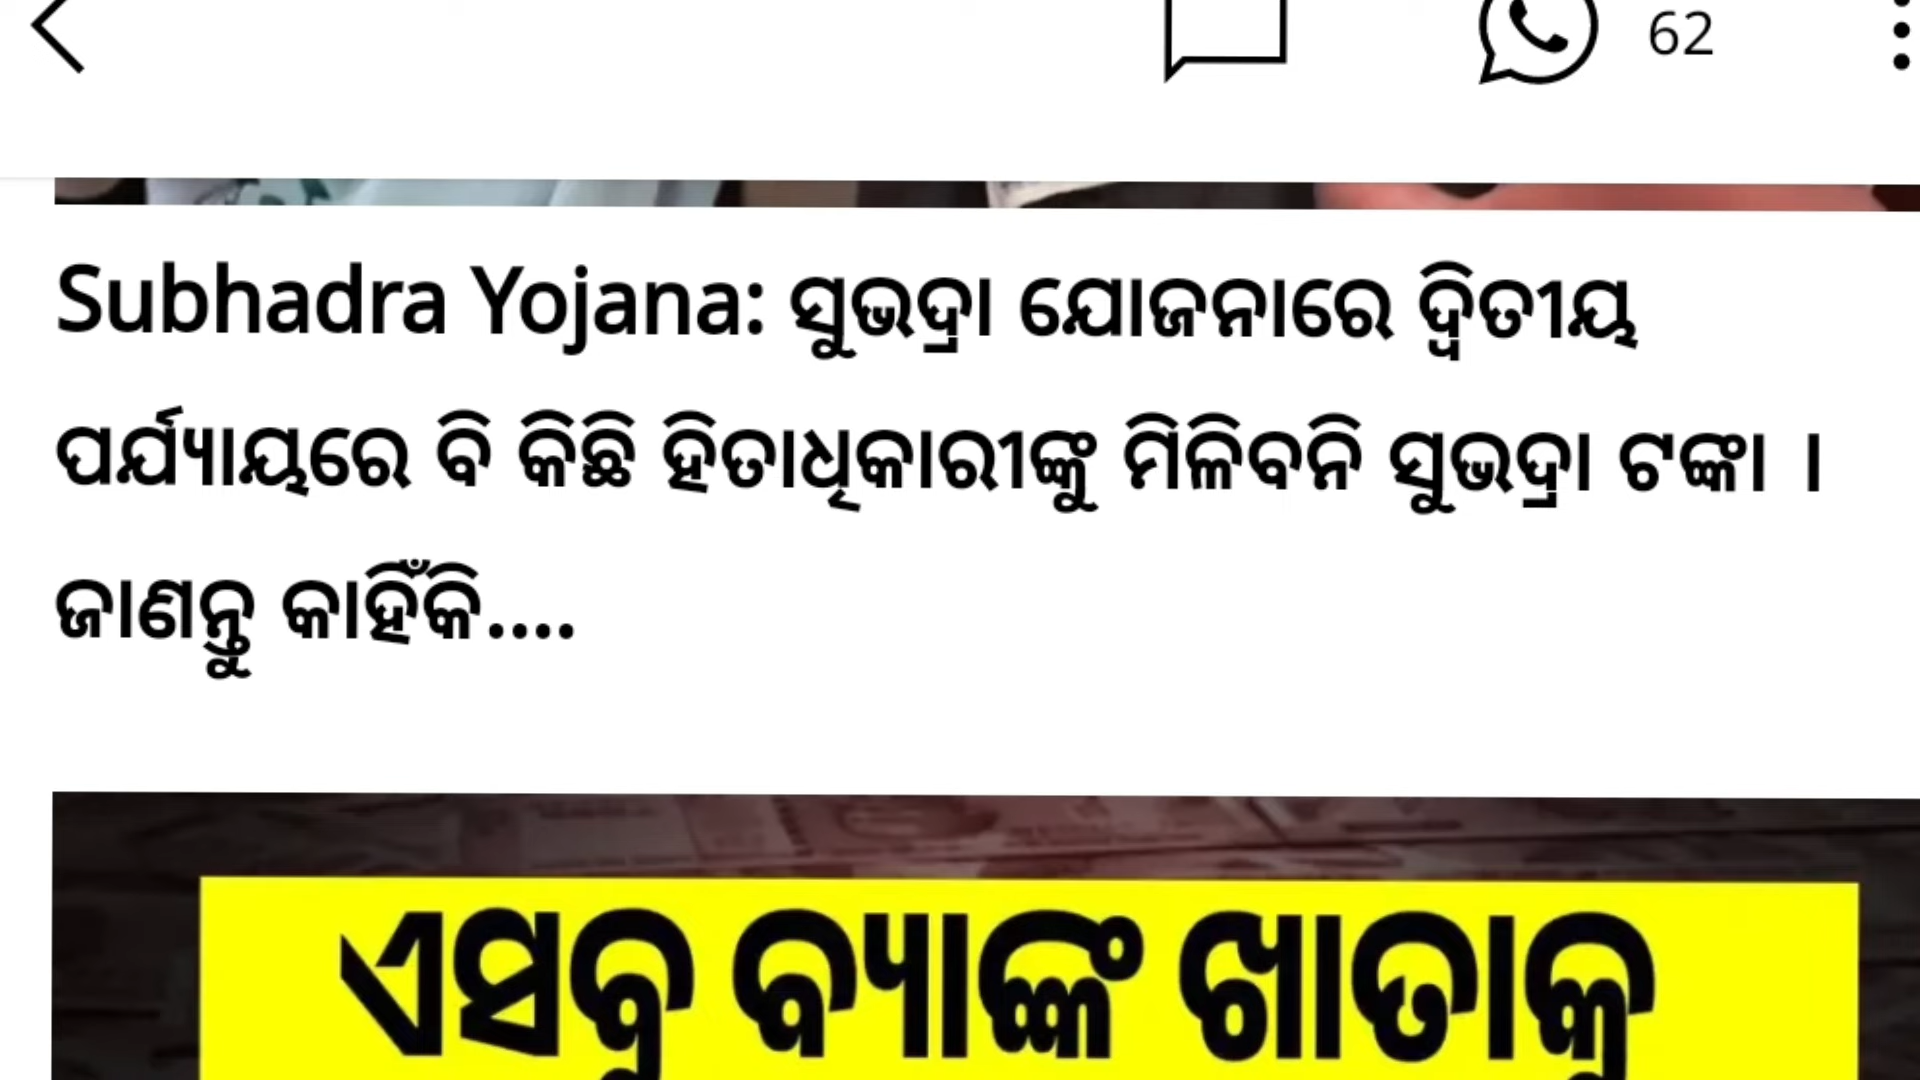 62
Subhadra Yojana: ସୁଭଦ୍ରା ଯୋଜନାରେ ଦ୍ୱିତୀୟ
ପର୍ଯ୍ୟାୟରେ ବି କିଛି ହିତାଧିକାରୀଙ୍କୁ ମିଳିବନି ସୁଭଦ୍ରା ଟଙ୍କା ।
ଜାଣନ୍ତୁ କାହିଁକି....
ଏସବୁ ବ୍ୟାଙ୍କ ଖାତାକୁ